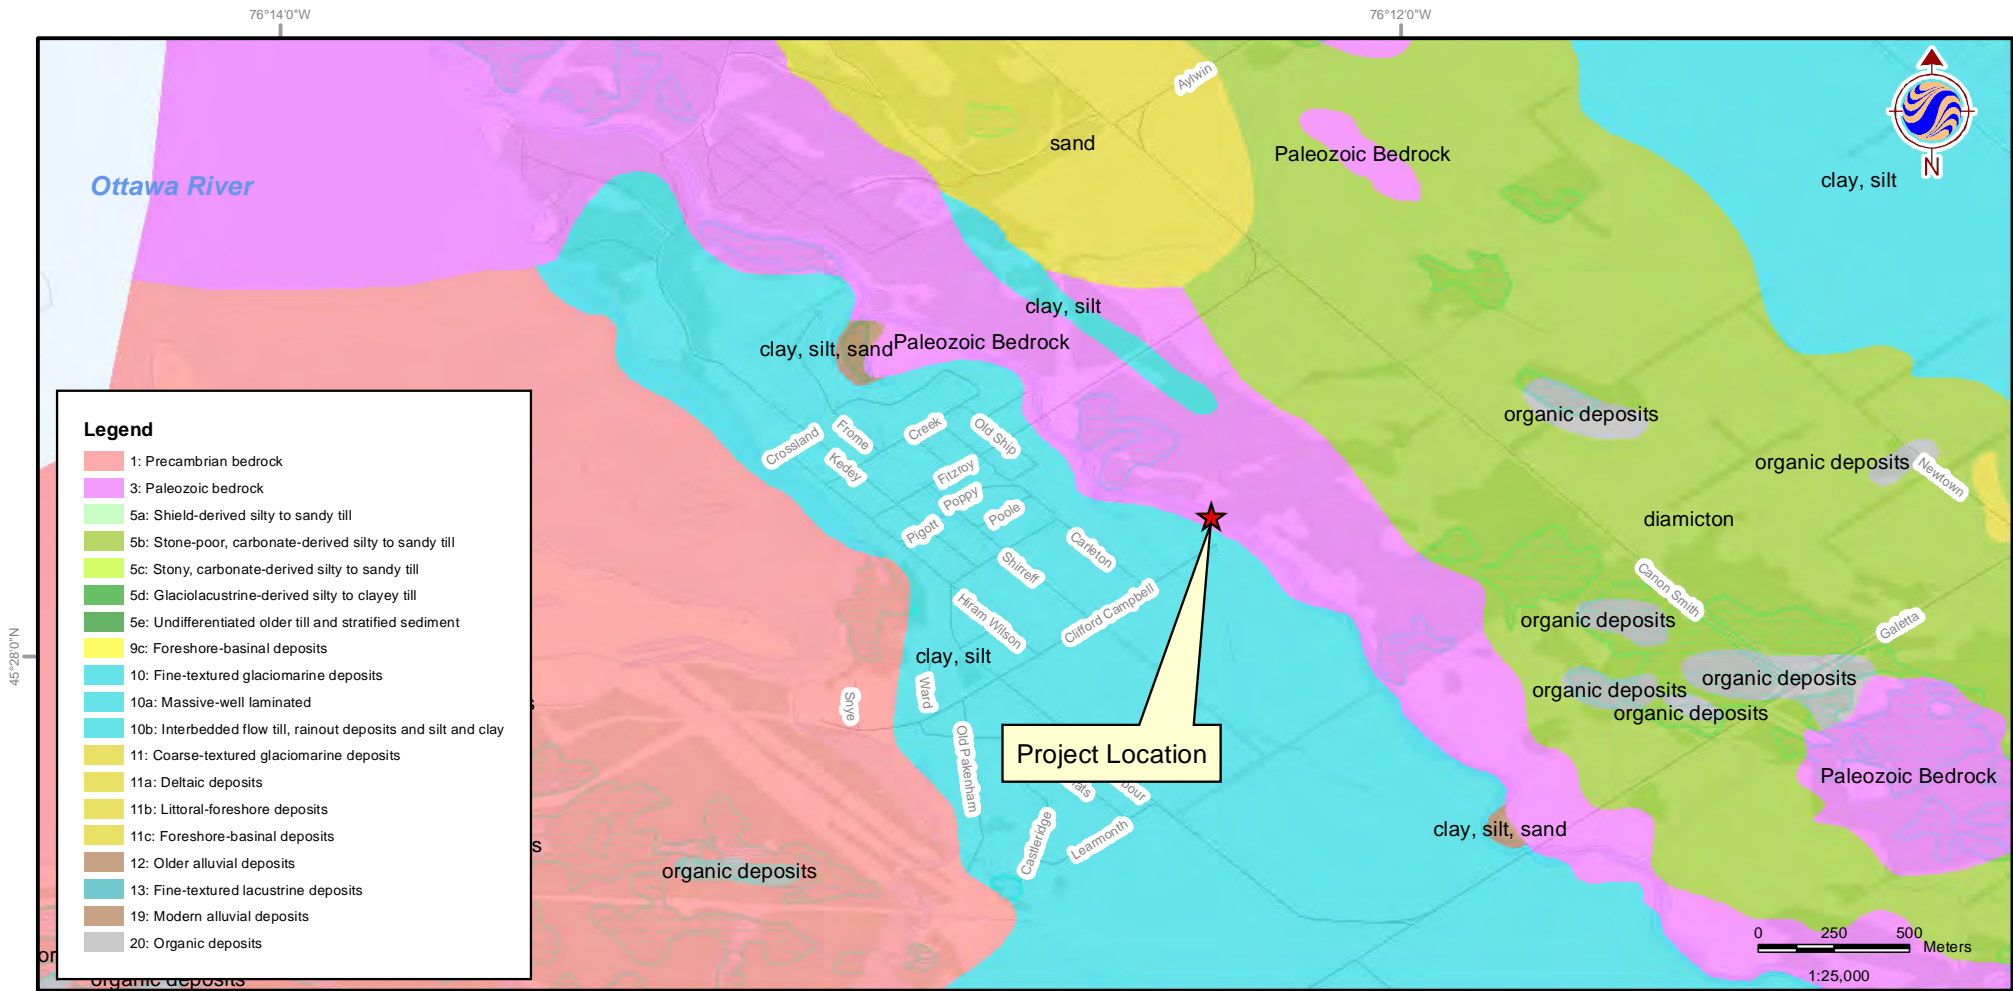 76°14'0"W
76°12'0"W
45°28'0"N
Ottawa River
sand
Aylwin
Paleozoic Bedrock
clay, silt
N
clay, silt
clay, silt, sand
Paleozoic Bedrock
organic deposits
organic deposits
Newtown
diamicton
Crossland
Frome
Kedey
Creek
Old Ship
Fitzroy
Poppy
Pigott
Poole
Carleton
Shirreff
Hiram Wilson
Clifford Campbell
Canon Smith
organic deposits
Galetta
clay, silt
Ward
Snye
organic deposits
organic deposits
organic deposits
Old Pakenham
Project Location
Paleozoic Bedrock
Castleridge
Learmonth
clay, silt, sand
organic deposits
organic deposits
Legend
1: Precambrian bedrock
3: Paleozoic bedrock
5a: Shield-derived silty to sandy till
5b: Stone-poor, carbonate-derived silty to sandy till
5c: Stony, carbonate-derived silty to sandy till
5d: Glaciolacustrine-derived silty to clayey till
5e: Undifferentiated older till and stratified sediment
9c: Foreshore-basinal deposits
10: Fine-textured glaciomarine deposits
10a: Massive-well laminated
10b: Interbedded flow till, rainout deposits and silt and clay
11: Coarse-textured glaciomarine deposits
11a: Deltaic deposits
11b: Littoral-foreshore deposits
11c: Foreshore-basinal deposits
12: Older alluvial deposits
13: Fine-textured lacustrine deposits
19: Modern alluvial deposits
20: Organic deposits
0 250 500
Meters
1:25,000